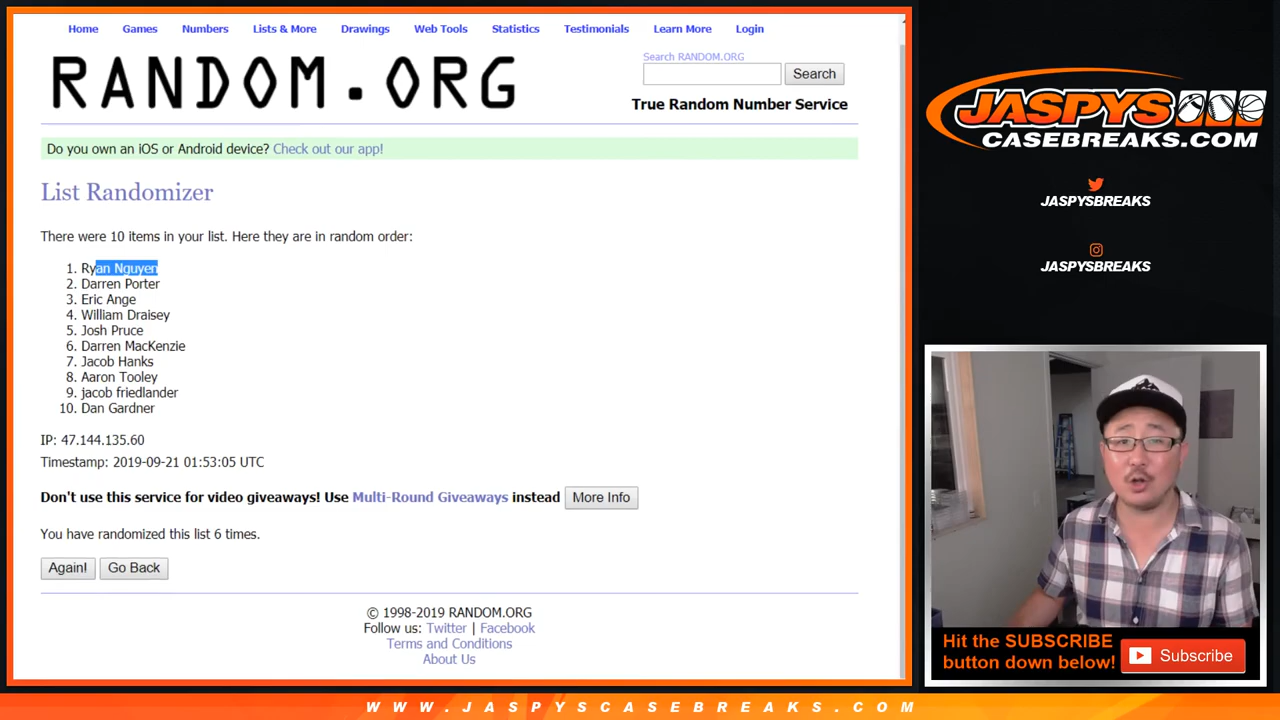 Home Games Numbers Lists & More Drawings Web Tools Statistics Testimonials Learn More Login
RANDOM.ORG
Search RANDOM.ORG
Search
True Random Number Service
Do you own an iOS or Android device? Check out our app!
List Randomizer
There were 10 items in your list. Here they are in random order:
1. Ryan Nguyen
2. Darren Porter
3. Eric Ange
4. William Draisey
5. Josh Pruce
6. Darren MacKenzie
7. Jacob Hanks
8. Aaron Tooley
9. jacob friedlander
10. Dan Gardner
IP: 47.144.135.60
Timestamp: 2019-09-21 01:53:05 UTC
Don't use this service for video giveaways! Use Multi-Round Giveaways instead More Info
You have randomized this list 6 times.
Again! Go Back
© 1998-2019 RANDOM.ORG
Follow us: Twitter | Facebook
Terms and Conditions
About Us
JASPYS
CASEBREAKS.COM
JASPYSBREAKS
JASPYSBREAKS
Hit the SUBSCRIBE
button down below!
Subscribe
WWW.JASPYSCASEBREAKS.COM